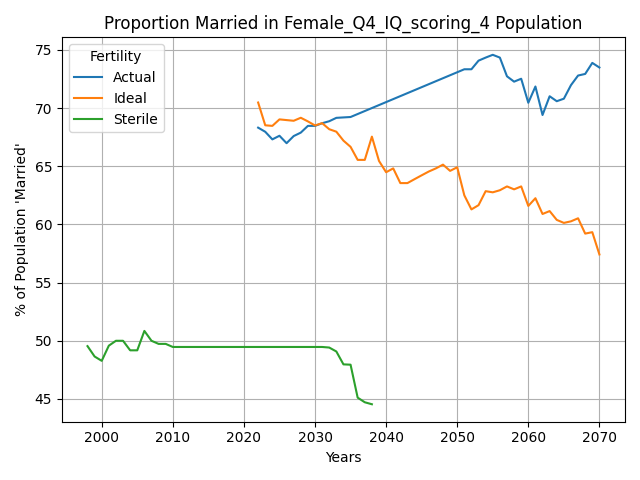 Proportion Married in Female_Q4_IQ_scoring_4 Population
% of Population 'Married'
75
70
65
60
55
50
45
Fertility
Actual
Ideal
Sterile
2000 2010 2020 2030 2040 2050 2060 2070
Years